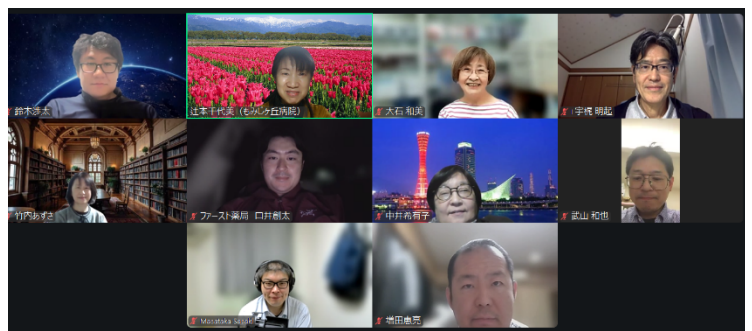 鈴木渉太
辻本千代美（もみじヶ丘病院）
大石 和美
宇梶 明起
竹内あずさ
ファースト薬局 口井創太
中井希有子
武山 和也
Masataka Sasaki
増田恵亮